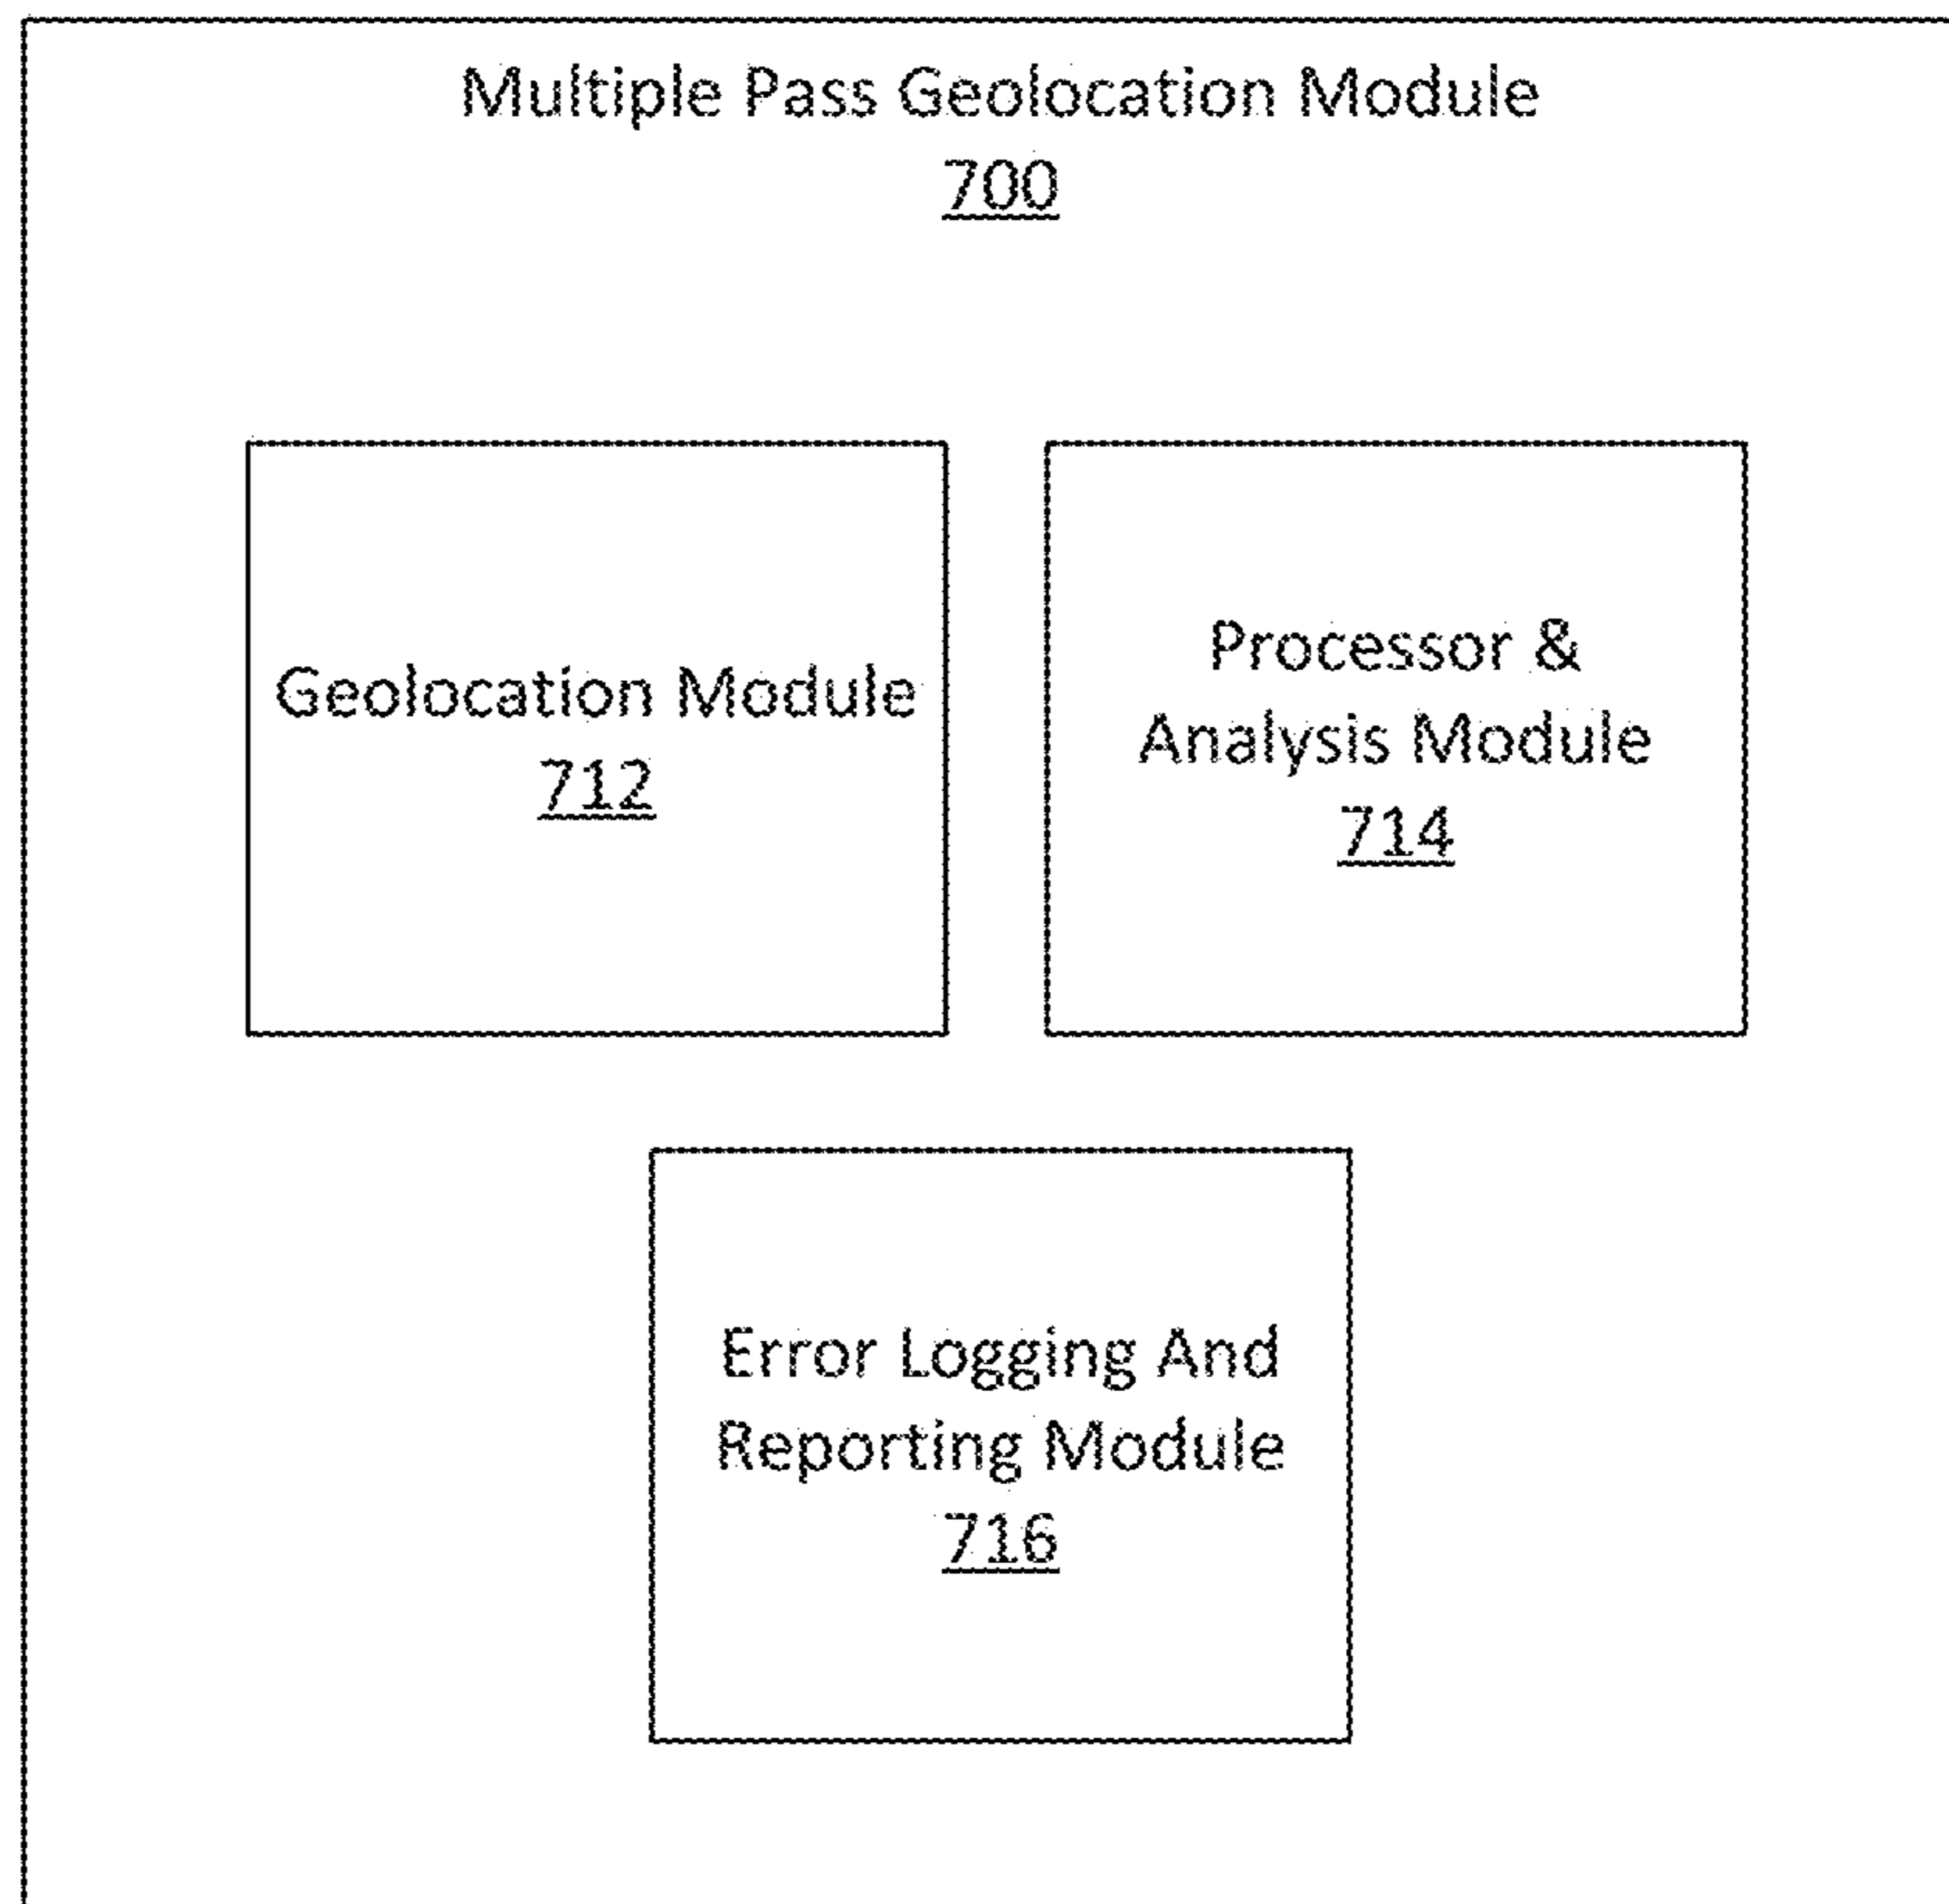 Multiple Pass Geolocation Module
700
Geolocation Module
712
Processor &
Analysis Module
714
Error Logging And
Reporting Module
716